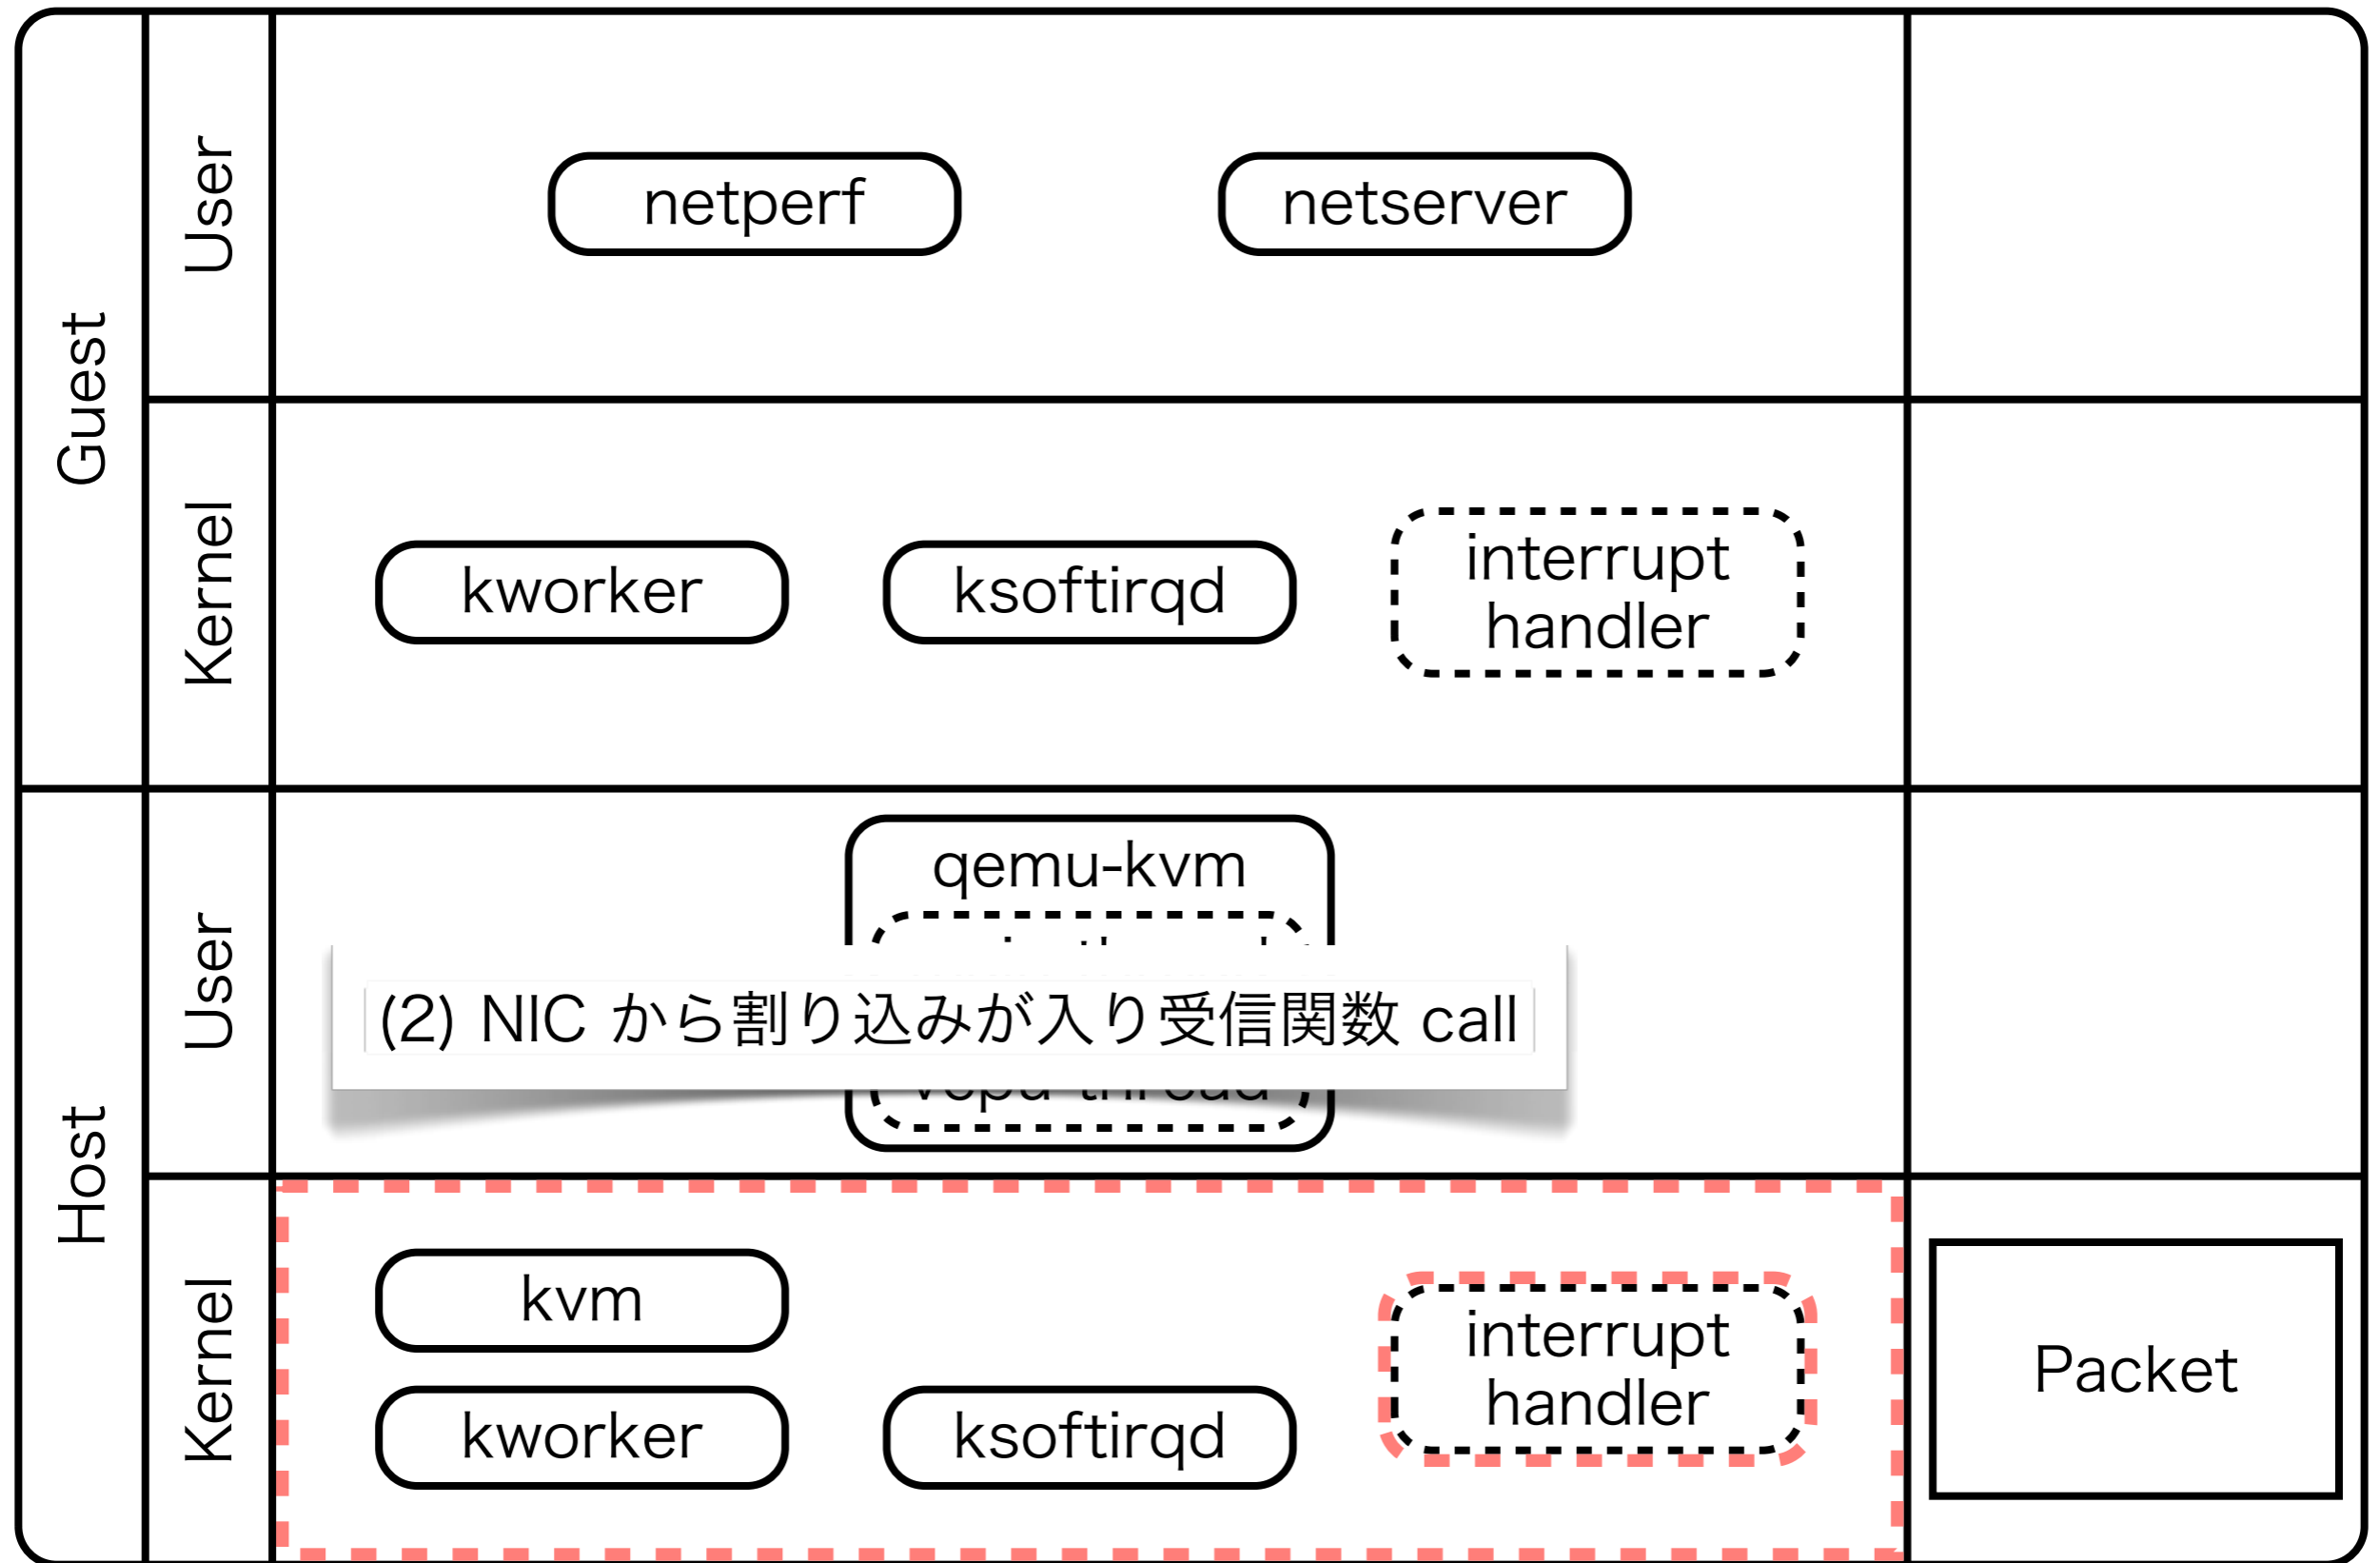 Guest
User
netperf
netserver
Kernel
kworker
ksoftirqd
interrupt
handler
Host
User
qemu-kvm
(2) NIC から割り込みが入り受信関数 call
Kernel
kvm
kworker
ksoftirqd
interrupt
handler
Packet